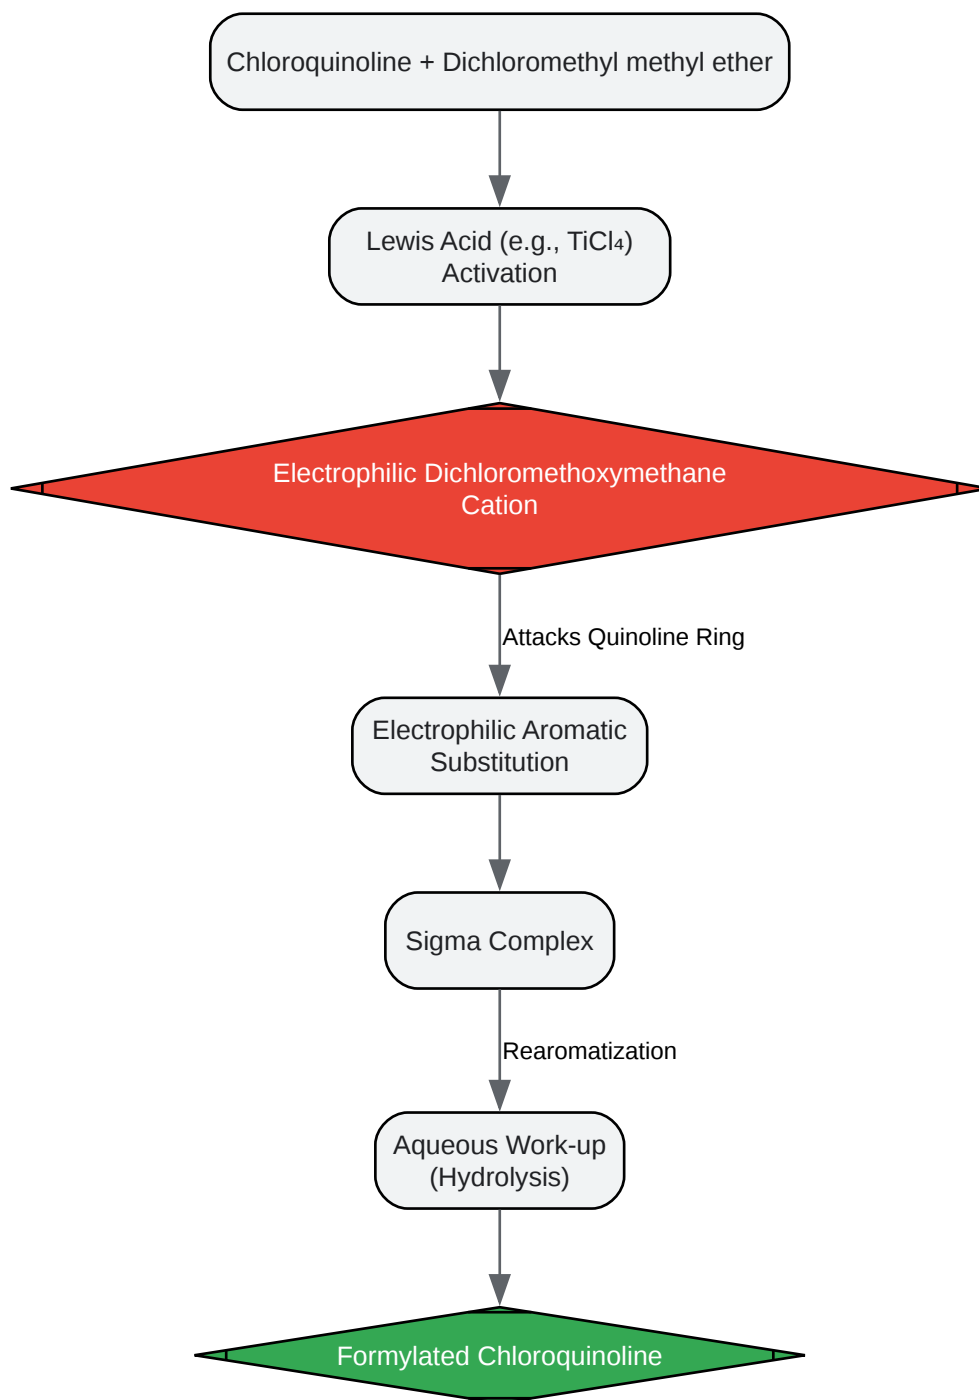 Chloroquinoline + Dichloromethyl methyl ether
Lewis Acid (e.g., TiCl₄)
Activation
Electrophilic Dichloromethoxymethane
Cation
Attacks Quinoline Ring
Electrophilic Aromatic
Substitution
Sigma Complex
Rearomatization
Aqueous Work-up
(Hydrolysis)
Formylated Chloroquinoline